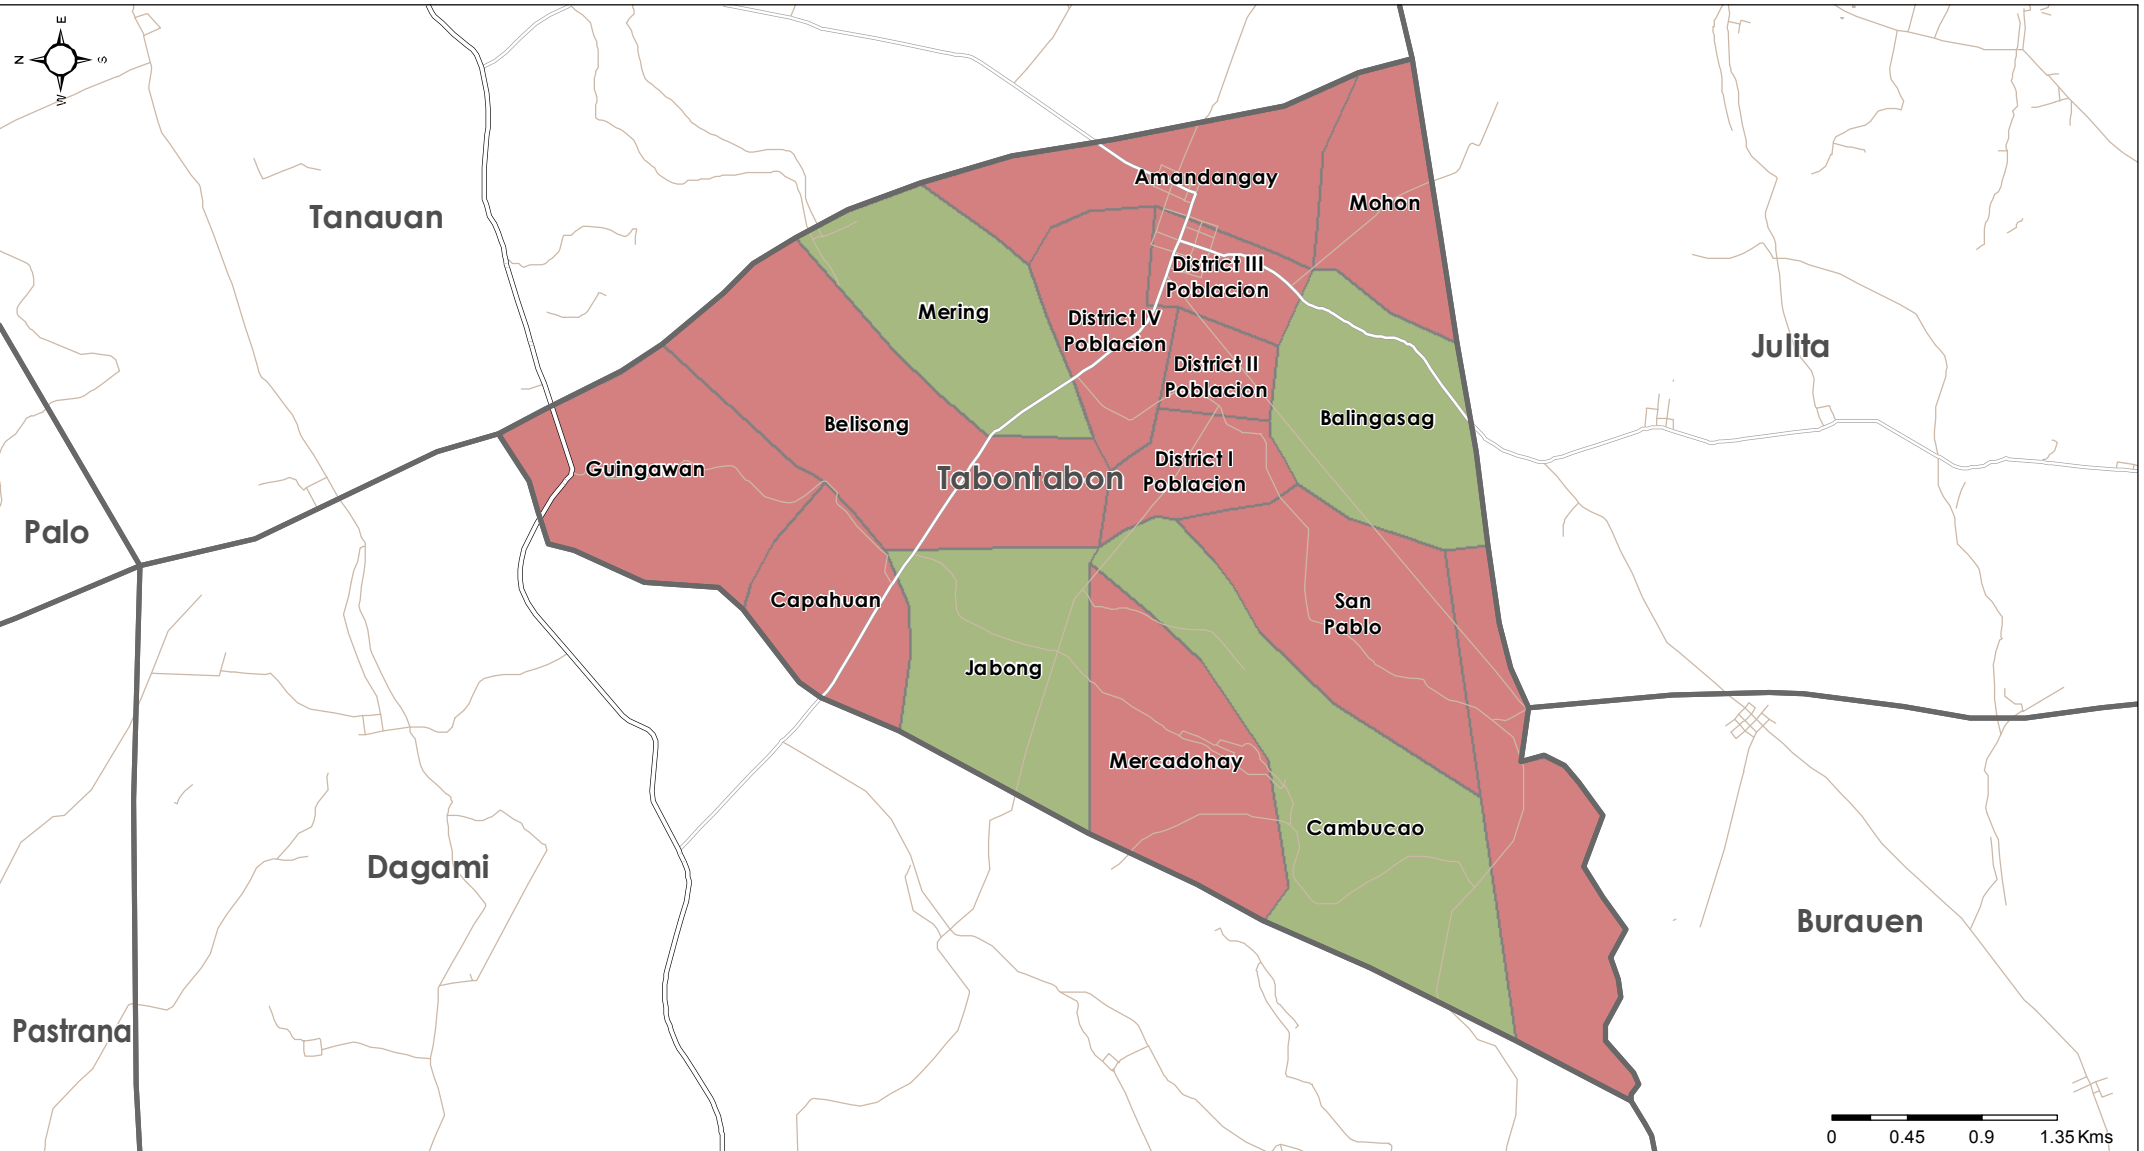 E
N
S
W
Amandangay
Mohon
Tanauan
District III
Poblacion
Mering
District IV
Poblacion
Julita
District II
Poblacion
Belisong
Balingasag
Guingawan
Tabontabon
District I
Poblacion
Palo
Capahuan
San
Pablo
Jabong
Mercadohay
Cambucao
Dagami
Burauen
Pastrana
0 0.45 0.9 1.35 Kms